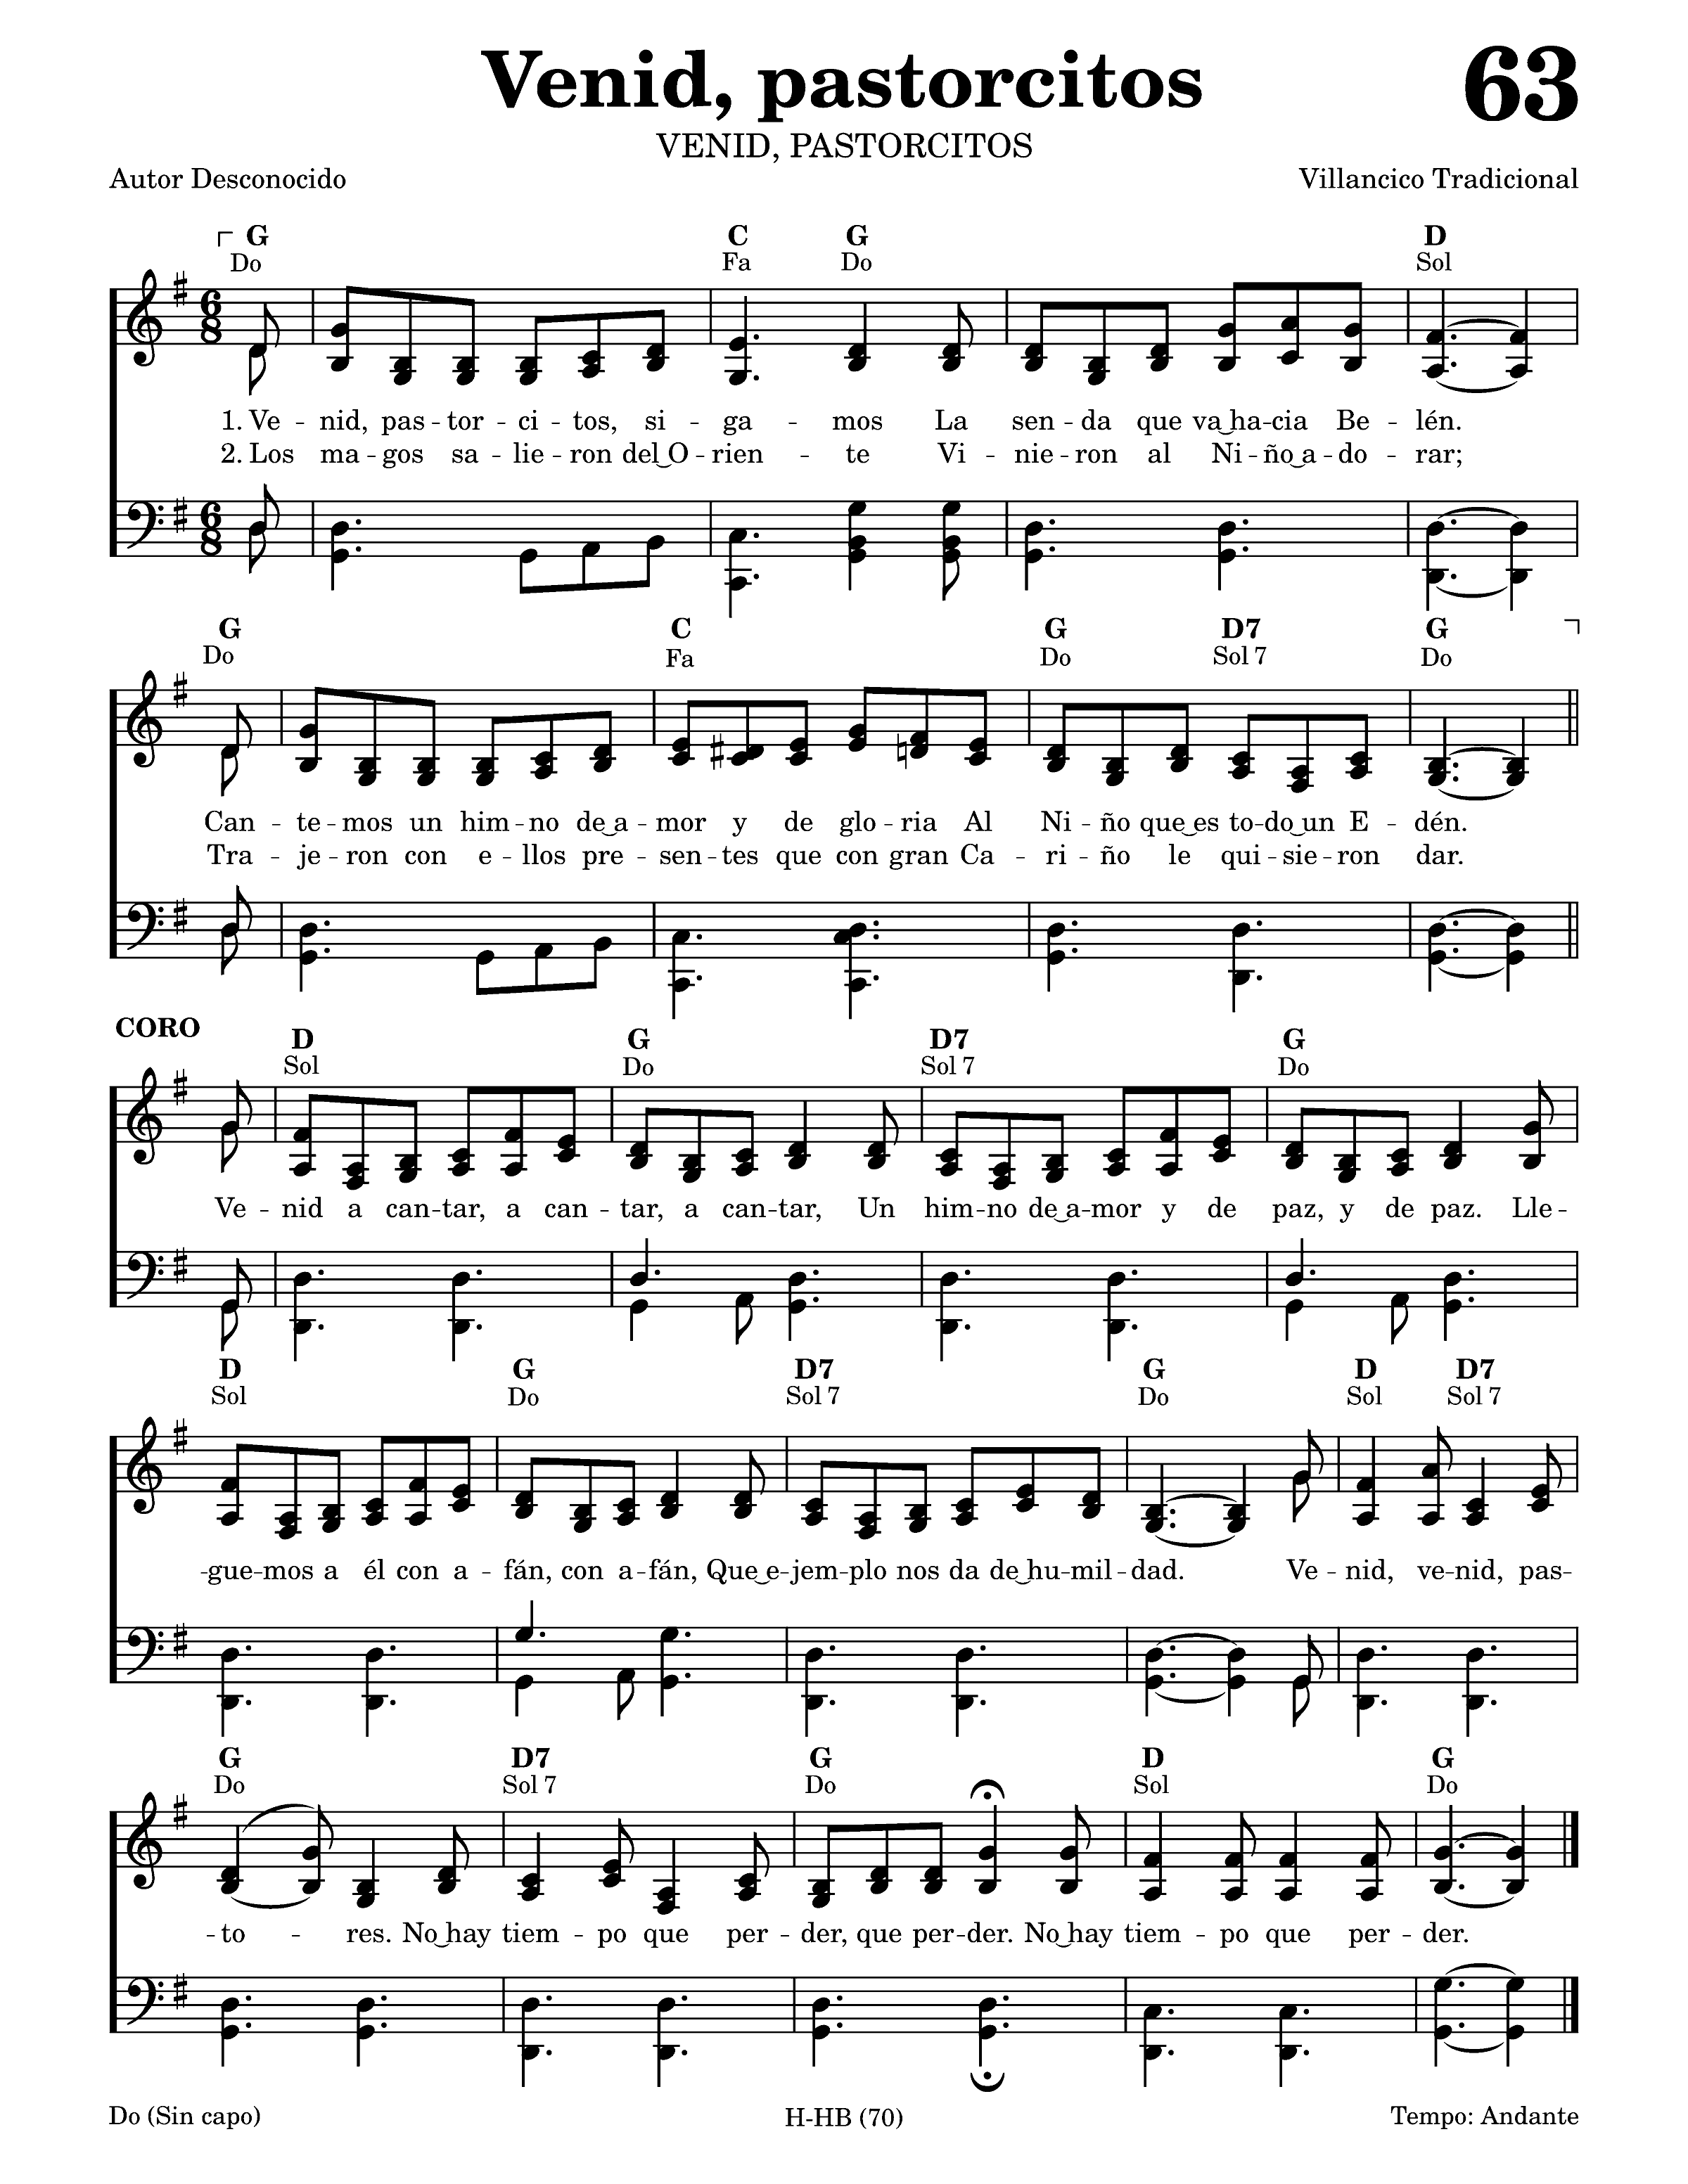 Venid, pastorcitos
63
VENID, PASTORCITOS
Autor Desconocido
Villancico Tradicional
G C G D
Do Fa Do Sol
6 8
1. Ve - nid, pas - tor - ci - tos, si - ga - mos La sen - da que va‿ha - cia Be - lén.
2. Los ma - gos sa - lie - ron del‿O - rien - te Vi - nie - ron al Ni - ño‿a - do - rar;
6 8
G C G D7 G
Do Fa Do Sol 7 Do
Can - te - mos un him - no de‿a - mor y de glo - ria Al Ni - ño que‿es to - do‿un E - dén.
Tra - je - ron con e - llos pre - sen - tes que con gran Ca - ri - ño le qui - sie - ron dar.
CORO
D G D7 G
Sol Do Sol 7 Do
Ve - nid a can - tar, a can - tar, a can - tar, Un him - no de‿a - mor y de paz, y de paz. Lle -
D G D7 G D D7
Sol Do Sol 7 Do Sol Sol 7
- gue - mos a él con a - fán, con a - fán, Que‿e - jem - plo nos da de‿hu - mil - dad. Ve - nid, ve - nid, pas -
G D7 G D G
Do Sol 7 Do Sol Do
- to - res. No‿hay tiem - po que per - der, que per - der. No‿hay tiem - po que per - der.
Do (Sin capo)
H-HB (70)
Tempo: Andante